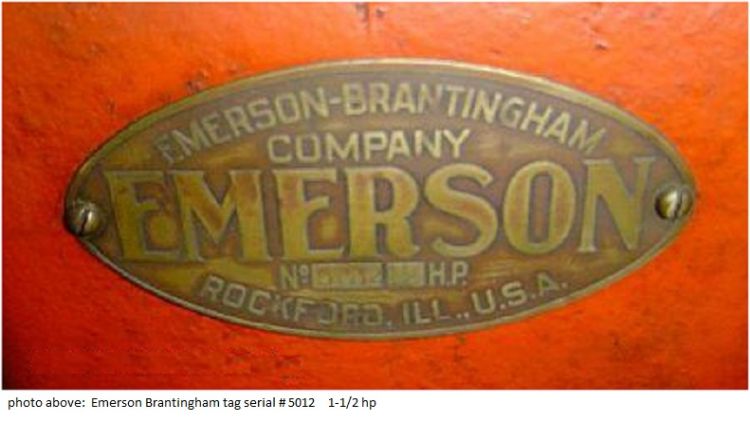 EMERSON-BRANTINGHAM
COMPANY
EMERSON
Nº H.P.
ROCKFORD, ILL., U.S.A.
photo above: Emerson Brantingham tag serial # 5012 1-1/2 hp